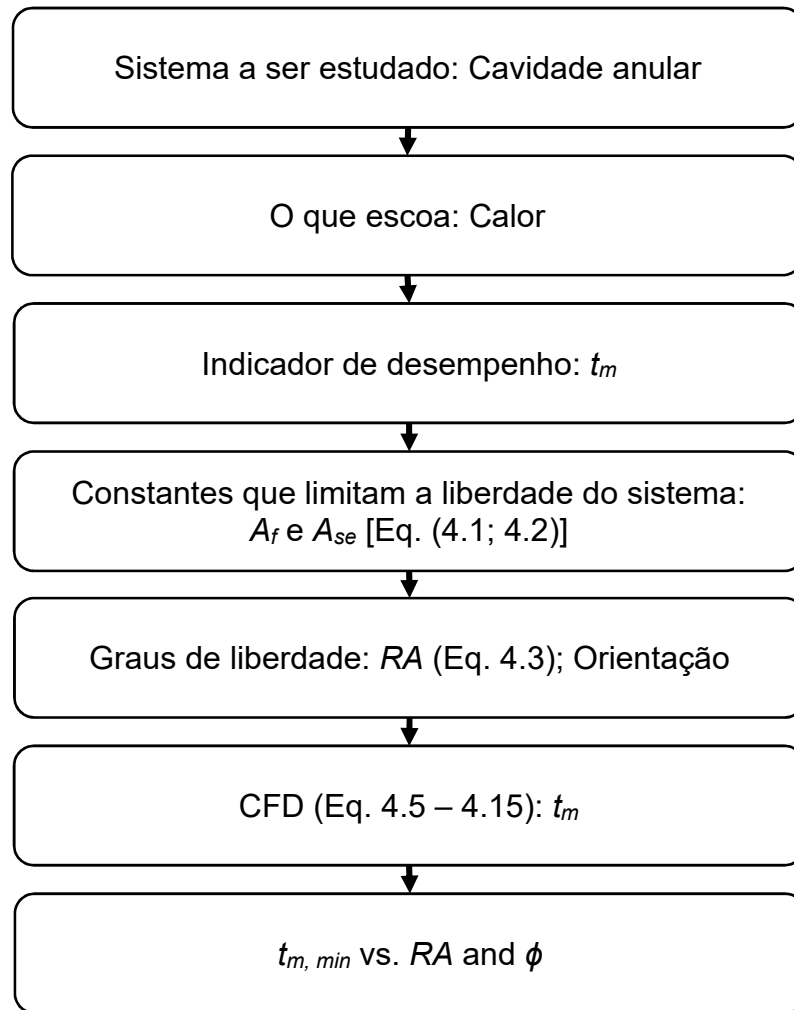 Sistema a ser estudado: Cavidade anular
O que escoa: Calor
Indicador de desempenho: tm
Constantes que limitam a liberdade do sistema:
Af e Ase [Eq. (4.1; 4.2)]
Graus de liberdade: RA (Eq. 4.3); Orientação
CFD (Eq. 4.5 – 4.15): tm
tm, min vs. RA and ϕ